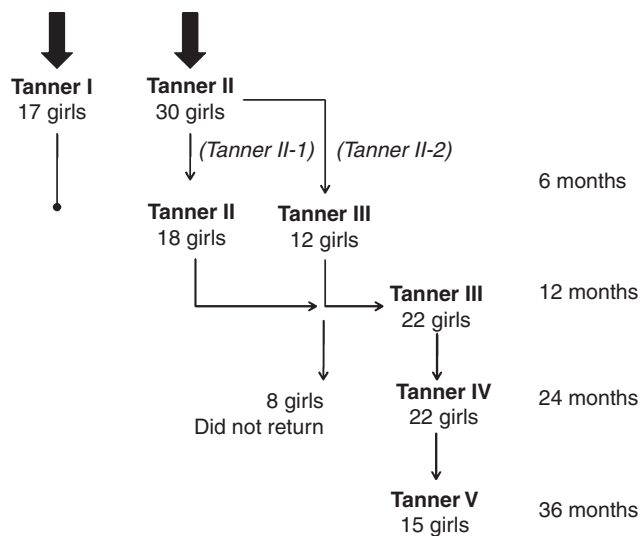 Tanner I
17 girls
Tanner II
30 girls
(Tanner II-1)
(Tanner II-2)
6 months
Tanner II
18 girls
Tanner III
12 girls
12 months
Tanner III
22 girls
8 girls
Did not return
Tanner IV
22 girls
24 months
Tanner V
15 girls
36 months